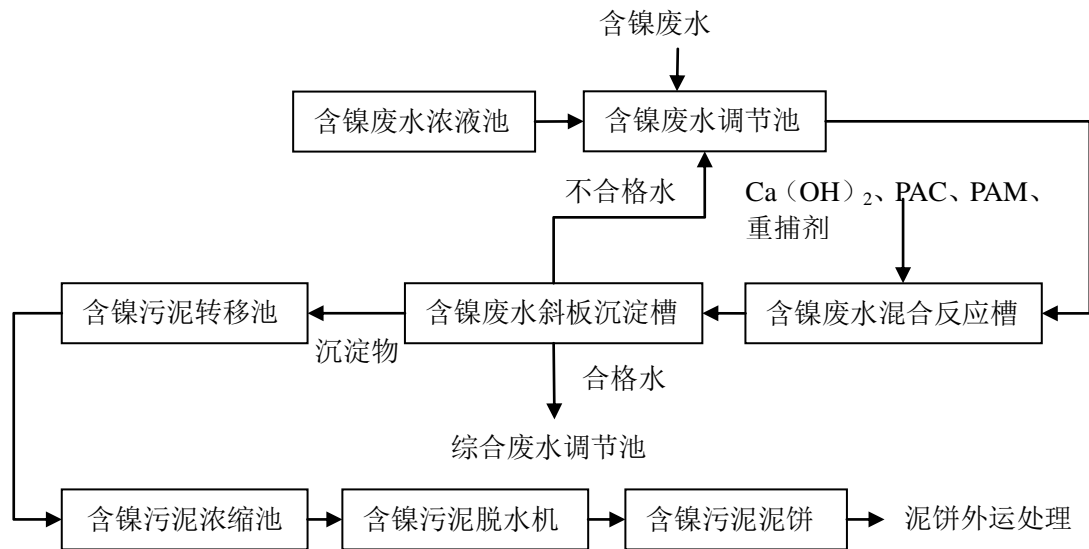 含镍废水
含镍废水浓液池
含镍废水调节池
不合格水
Ca（OH）₂、PAC、PAM、
重捕剂
含镍污泥转移池
含镍废水斜板沉淀槽
含镍废水混合反应槽
沉淀物
合格水
综合废水调节池
含镍污泥浓缩池
含镍污泥脱水机
含镍污泥泥饼
泥饼外运处理